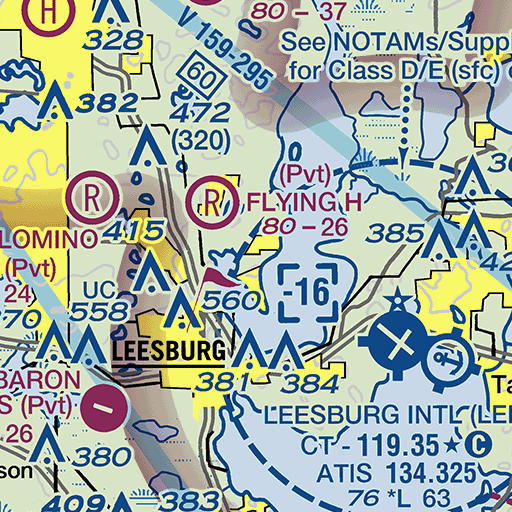 H
80 - 37
328
V 159-295
See NOTAMs/Suppl
for Class D/E (sfc)
60
382
472
(320)
(Pvt)
R
R
FLYING H
80 - 26
LOMINO
415
385
(Pvt)
24
UC
558
560
-16
LEESBURG
381
384
BARON
S (Pvt)
26
LEESBURG INTL (LEE
CT - 119.35 ★ C
380
ATIS 134.325
409
383
76 *L 63